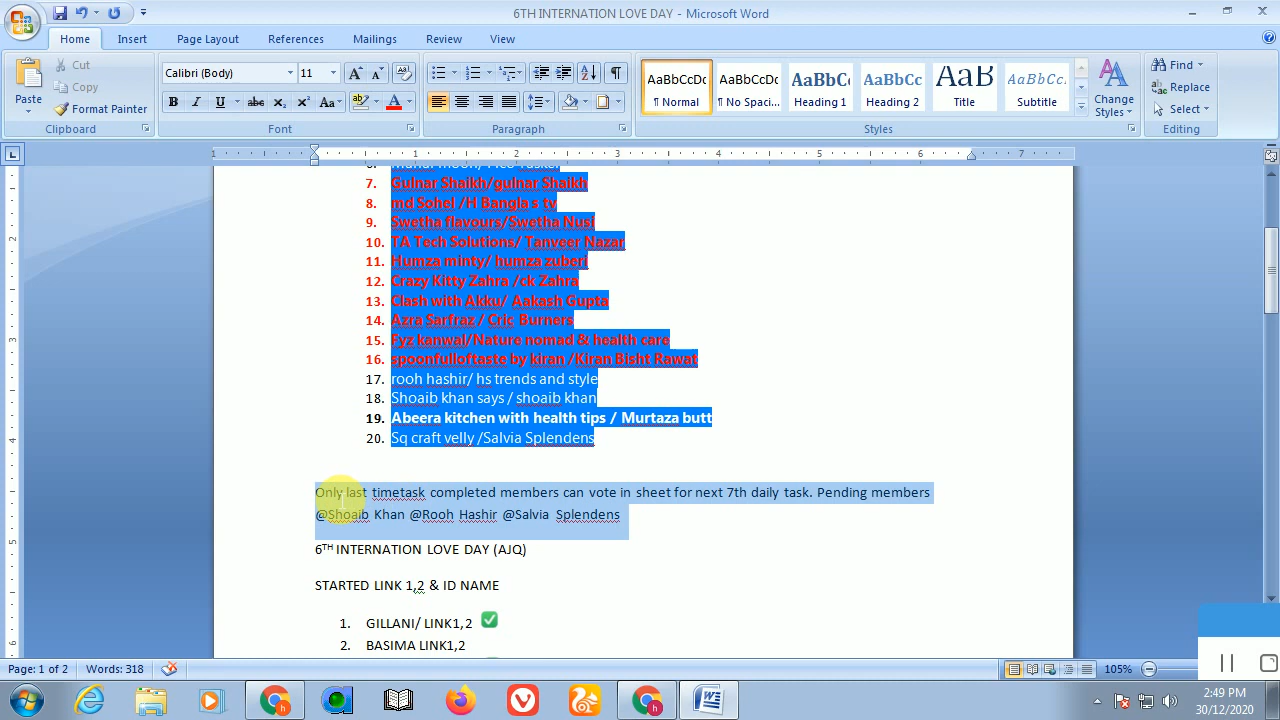 6TH INTERNATION LOVE DAY - Microsoft Word
Home Insert Page Layout References Mailings Review View
Paste
Cut
Copy
Format Painter
Clipboard
Calibri (Body) 11
Font
Paragraph
AaBbCcDc AaBbCcDc AaBbC AaBbCc AaB AaBbCc.
¶ Normal ¶ No Spaci... Heading 1 Heading 2 Title Subtitle
Change Styles
Styles
Find
Replace
Select
Editing
1 1 2 3 4 5 6 7
7. Gulnar Shaikh/gulnar Shaikh
8. md Sohel /H Bangla s tv
9. Swetha flavours/Swetha Nusi
10. TA Tech Solutions/ Tanveer Nazar
11. Humza minty/ humza zuberi
12. Crazy Kitty Zahra /ck Zahra
13. Clash with Akku/ Aakash Gupta
14. Azra Sarfraz / Cric Burners
15. Fyz kanwal/Nature nomad & health care
16. spoonfulloftaste by kiran /Kiran Bisht Rawat
17. rooh hashir/ hs trends and style
18. Shoaib khan says / shoaib khan
19. Abeera kitchen with health tips / Murtaza butt
20. Sq craft velly /Salvia Splendens
Only last timetask completed members can vote in sheet for next 7th daily task. Pending members
@Shoaib Khan @Rooh Hashir @Salvia Splendens
6TH INTERNATION LOVE DAY (AJQ)
STARTED LINK 1,2 & ID NAME
1. GILLANI/ LINK1,2
2. BASIMA LINK1,2
Page: 1 of 2 Words: 318 105%
2:49 PM
30/12/2020